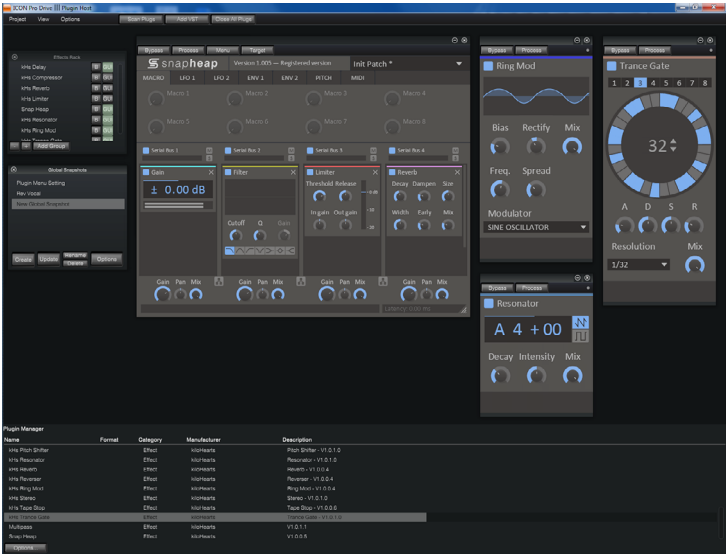 ICON Pro Drive III Plugin Host
Project View Options Scan Plugs Add VST Close All Plugs
Effects Rack
kHs Delay B GUI
kHs Compressor B GUI
kHs Reverb B GUI
kHs Limiter B GUI
Snap Heap B GUI
kHs Resonator B GUI
kHs Ring Mod B GUI
kHs Trance Gate B GUI
- + Add Group
Global Snapshots
Plugin Menu Setting
Rev Vocal
New Global Snapshot
Create Update Rename Delete Options
Bypass Process Menu Target
snapheap Version 1.005 — Registered version Init Patch *
MACRO LFO 1 LFO 2 ENV 1 ENV 2 PITCH MIDI
Macro 1 Macro 2 Macro 3 Macro 4
Macro 5 Macro 6 Macro 7 Macro 8
Serial Bus 1 Serial Bus 2 Serial Bus 3 Serial Bus 4
Gain X Filter X Limiter X Reverb X
± 0.00 dB
Threshold Release
In gain Out gain
Decay Dampen Size
Width Early Mix
Cutoff Q Gain
Gain Pan Mix Gain Pan Mix Gain Pan Mix Gain Pan Mix
Latency: 0.00 ms
Bypass Process
Ring Mod
Bias Rectify Mix
Freq. Spread
Modulator
SINE OSCILLATOR
Bypass Process
Resonator
A 4 +00
Decay Intensity Mix
Bypass Process
Trance Gate
1 2 3 4 5 6 7 8
32
A D S R
Resolution Mix
1/32
Plugin Manager
Name Format Category Manufacturer Description
kHs Pitch Shifter Effect kiloHearts Pitch Shifter - V1.0.1.0
kHs Resonator Effect kiloHearts Resonator - V1.0.1.0
kHs Reverb Effect kiloHearts Reverb - V1.0.0.4
kHs Reverser Effect kiloHearts Reverser - V1.0.0.4
kHs Ring Mod Effect kiloHearts Ring Mod - V1.0.0.4
kHs Stereo Effect kiloHearts Stereo - V1.0.1.0
kHs Tape Stop Effect kiloHearts Tape Stop - V1.0.0.6
kHs Trance Gate Effect kiloHearts Trance Gate - V1.0.1.0
Multipass Effect kiloHearts V1.0.1.1
Snap Heap Effect kiloHearts V1.0.0.5
Options